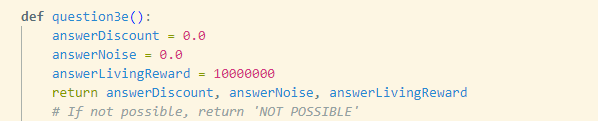 def question3e():
    answerDiscount = 0.0
    answerNoise = 0.0
    answerLivingReward = 10000000
    return answerDiscount, answerNoise, answerLivingReward
    # If not possible, return 'NOT POSSIBLE'